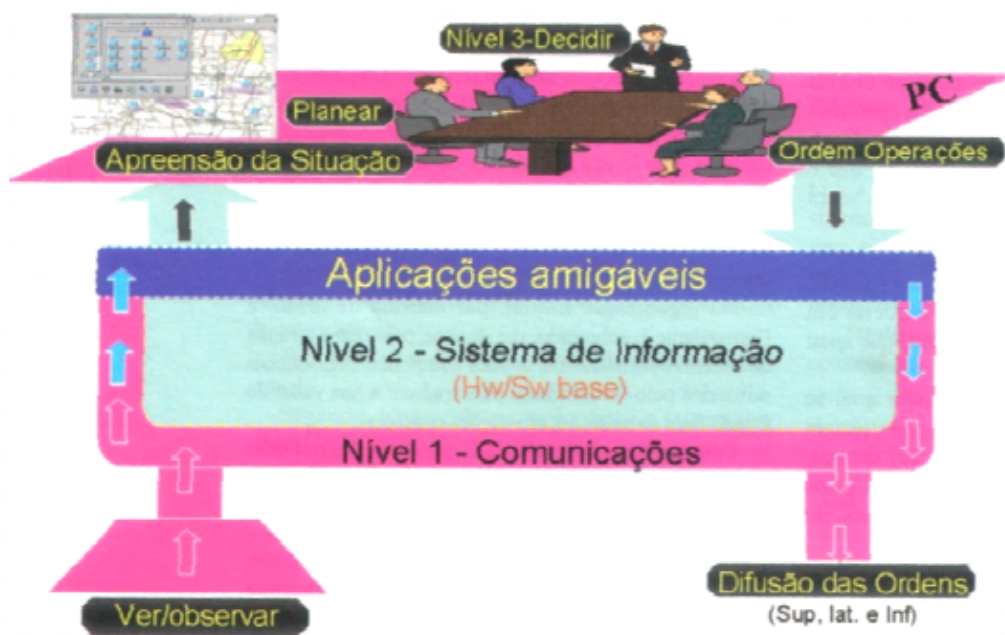 Nível 3-Decidir
PC
Planear
Apreensão da Situação
Ordem Operações
Aplicações amigáveis
Nível 2 - Sistema de Informação
(Hw/Sw base)
Nível 1 - Comunicações
Ver/observar
Difusão das Ordens
(Sup, lat. e Inf)